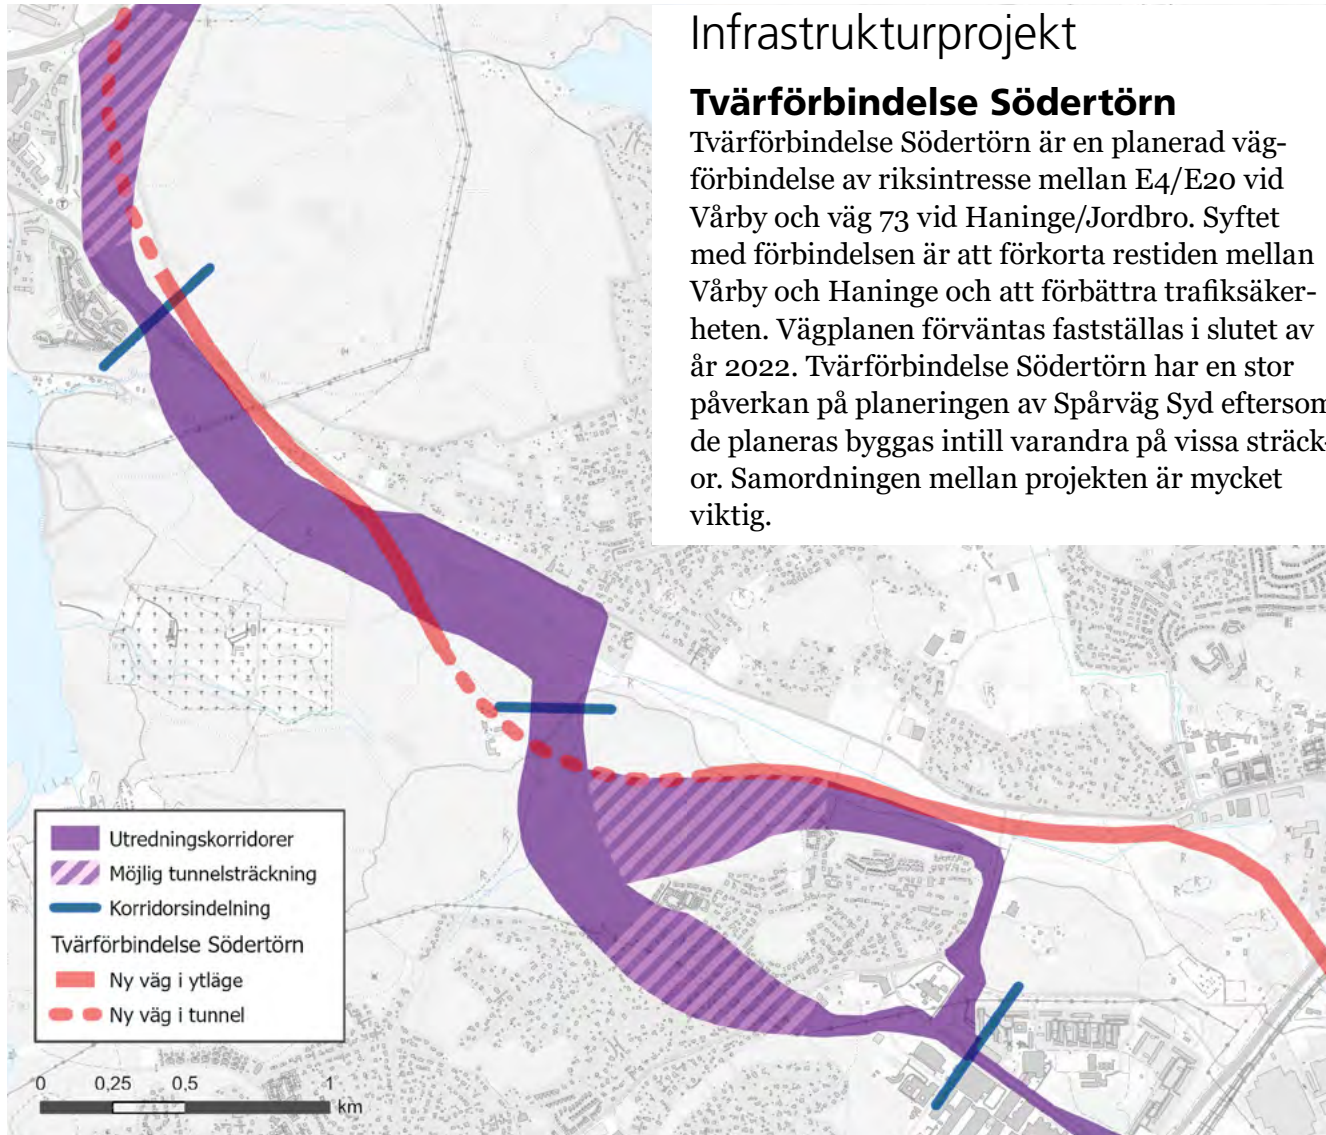 Infrastrukturprojekt
Tvärförbindelse Södertörn
Tvärförbindelse Södertörn är en planerad väg-
förbindelse av riksintresse mellan E4/E20 vid
Vårby och väg 73 vid Haninge/Jordbro. Syftet
med förbindelsen är att förkorta restiden mellan
Vårby och Haninge och att förbättra trafiksäker-
heten. Vägplanen förväntas fastställas i slutet av
år 2022. Tvärförbindelse Södertörn har en stor
påverkan på planeringen av Spårväg Syd eftersom
de planeras byggas intill varandra på vissa sträck-
or. Samordningen mellan projekten är mycket
viktig.
Utredningskorridorer
Möjlig tunnelsträckning
Korridorsindelning
Tvärförbindelse Södertörn
Ny väg i ytläge
Ny väg i tunnel
0 0,25 0,5 1
km